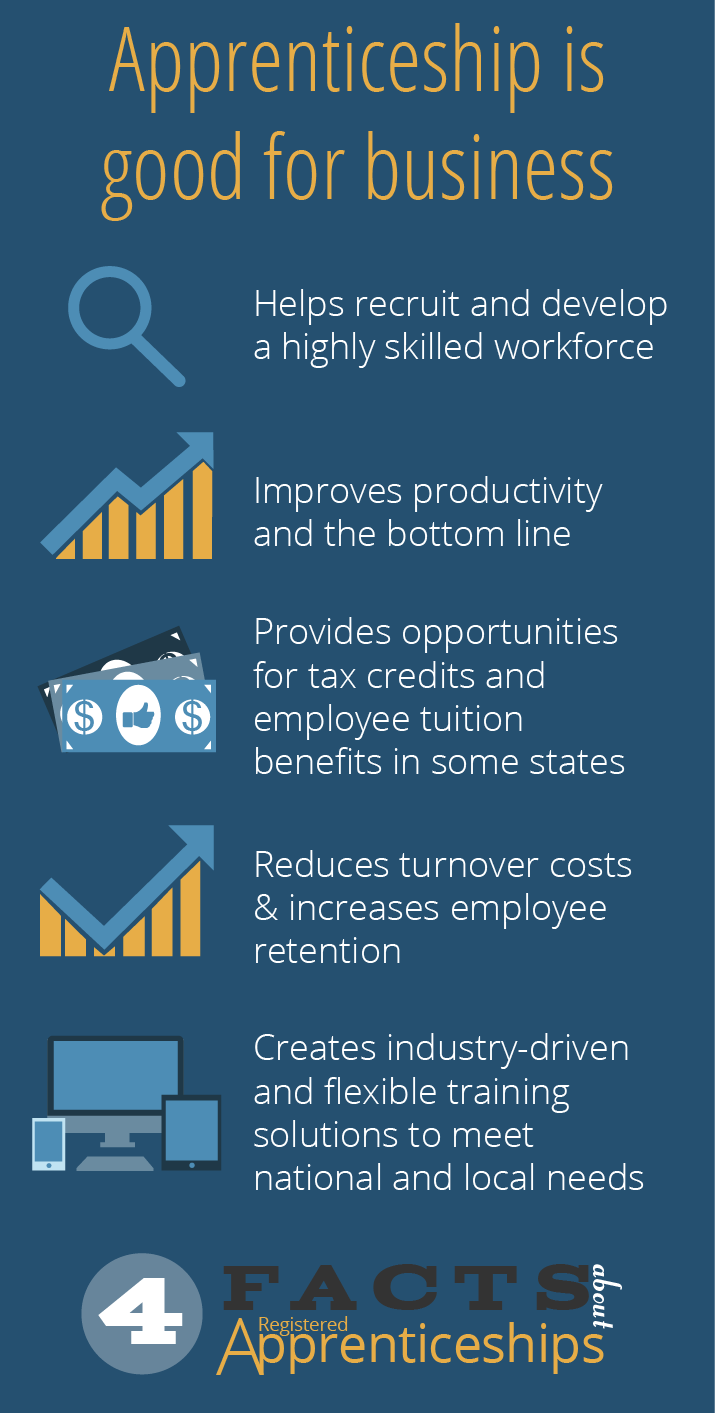 Apprenticeship is
good for business
Helps recruit and develop
a highly skilled workforce
Improves productivity
and the bottom line
Provides opportunities
for tax credits and
employee tuition
benefits in some states
$ $
Reduces turnover costs
& increases employee
retention
Creates industry-driven
and flexible training
solutions to meet
national and local needs
4 FACTS about
Registered
Apprenticeships